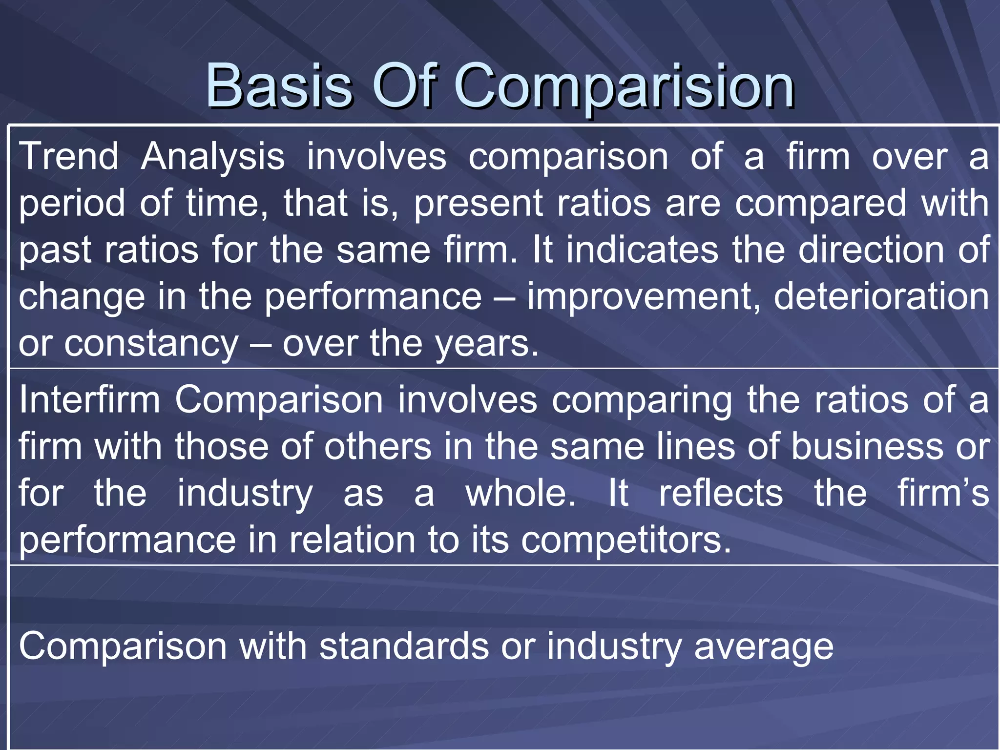 Basis Of Comparision
Trend Analysis involves comparison of a firm over a
period of time, that is, present ratios are compared with
past ratios for the same firm. It indicates the direction of
change in the performance – improvement, deterioration
or constancy – over the years.
Interfirm Comparison involves comparing the ratios of a
firm with those of others in the same lines of business or
for the industry as a whole. It reflects the firm’s
performance in relation to its competitors.
Comparison with standards or industry average